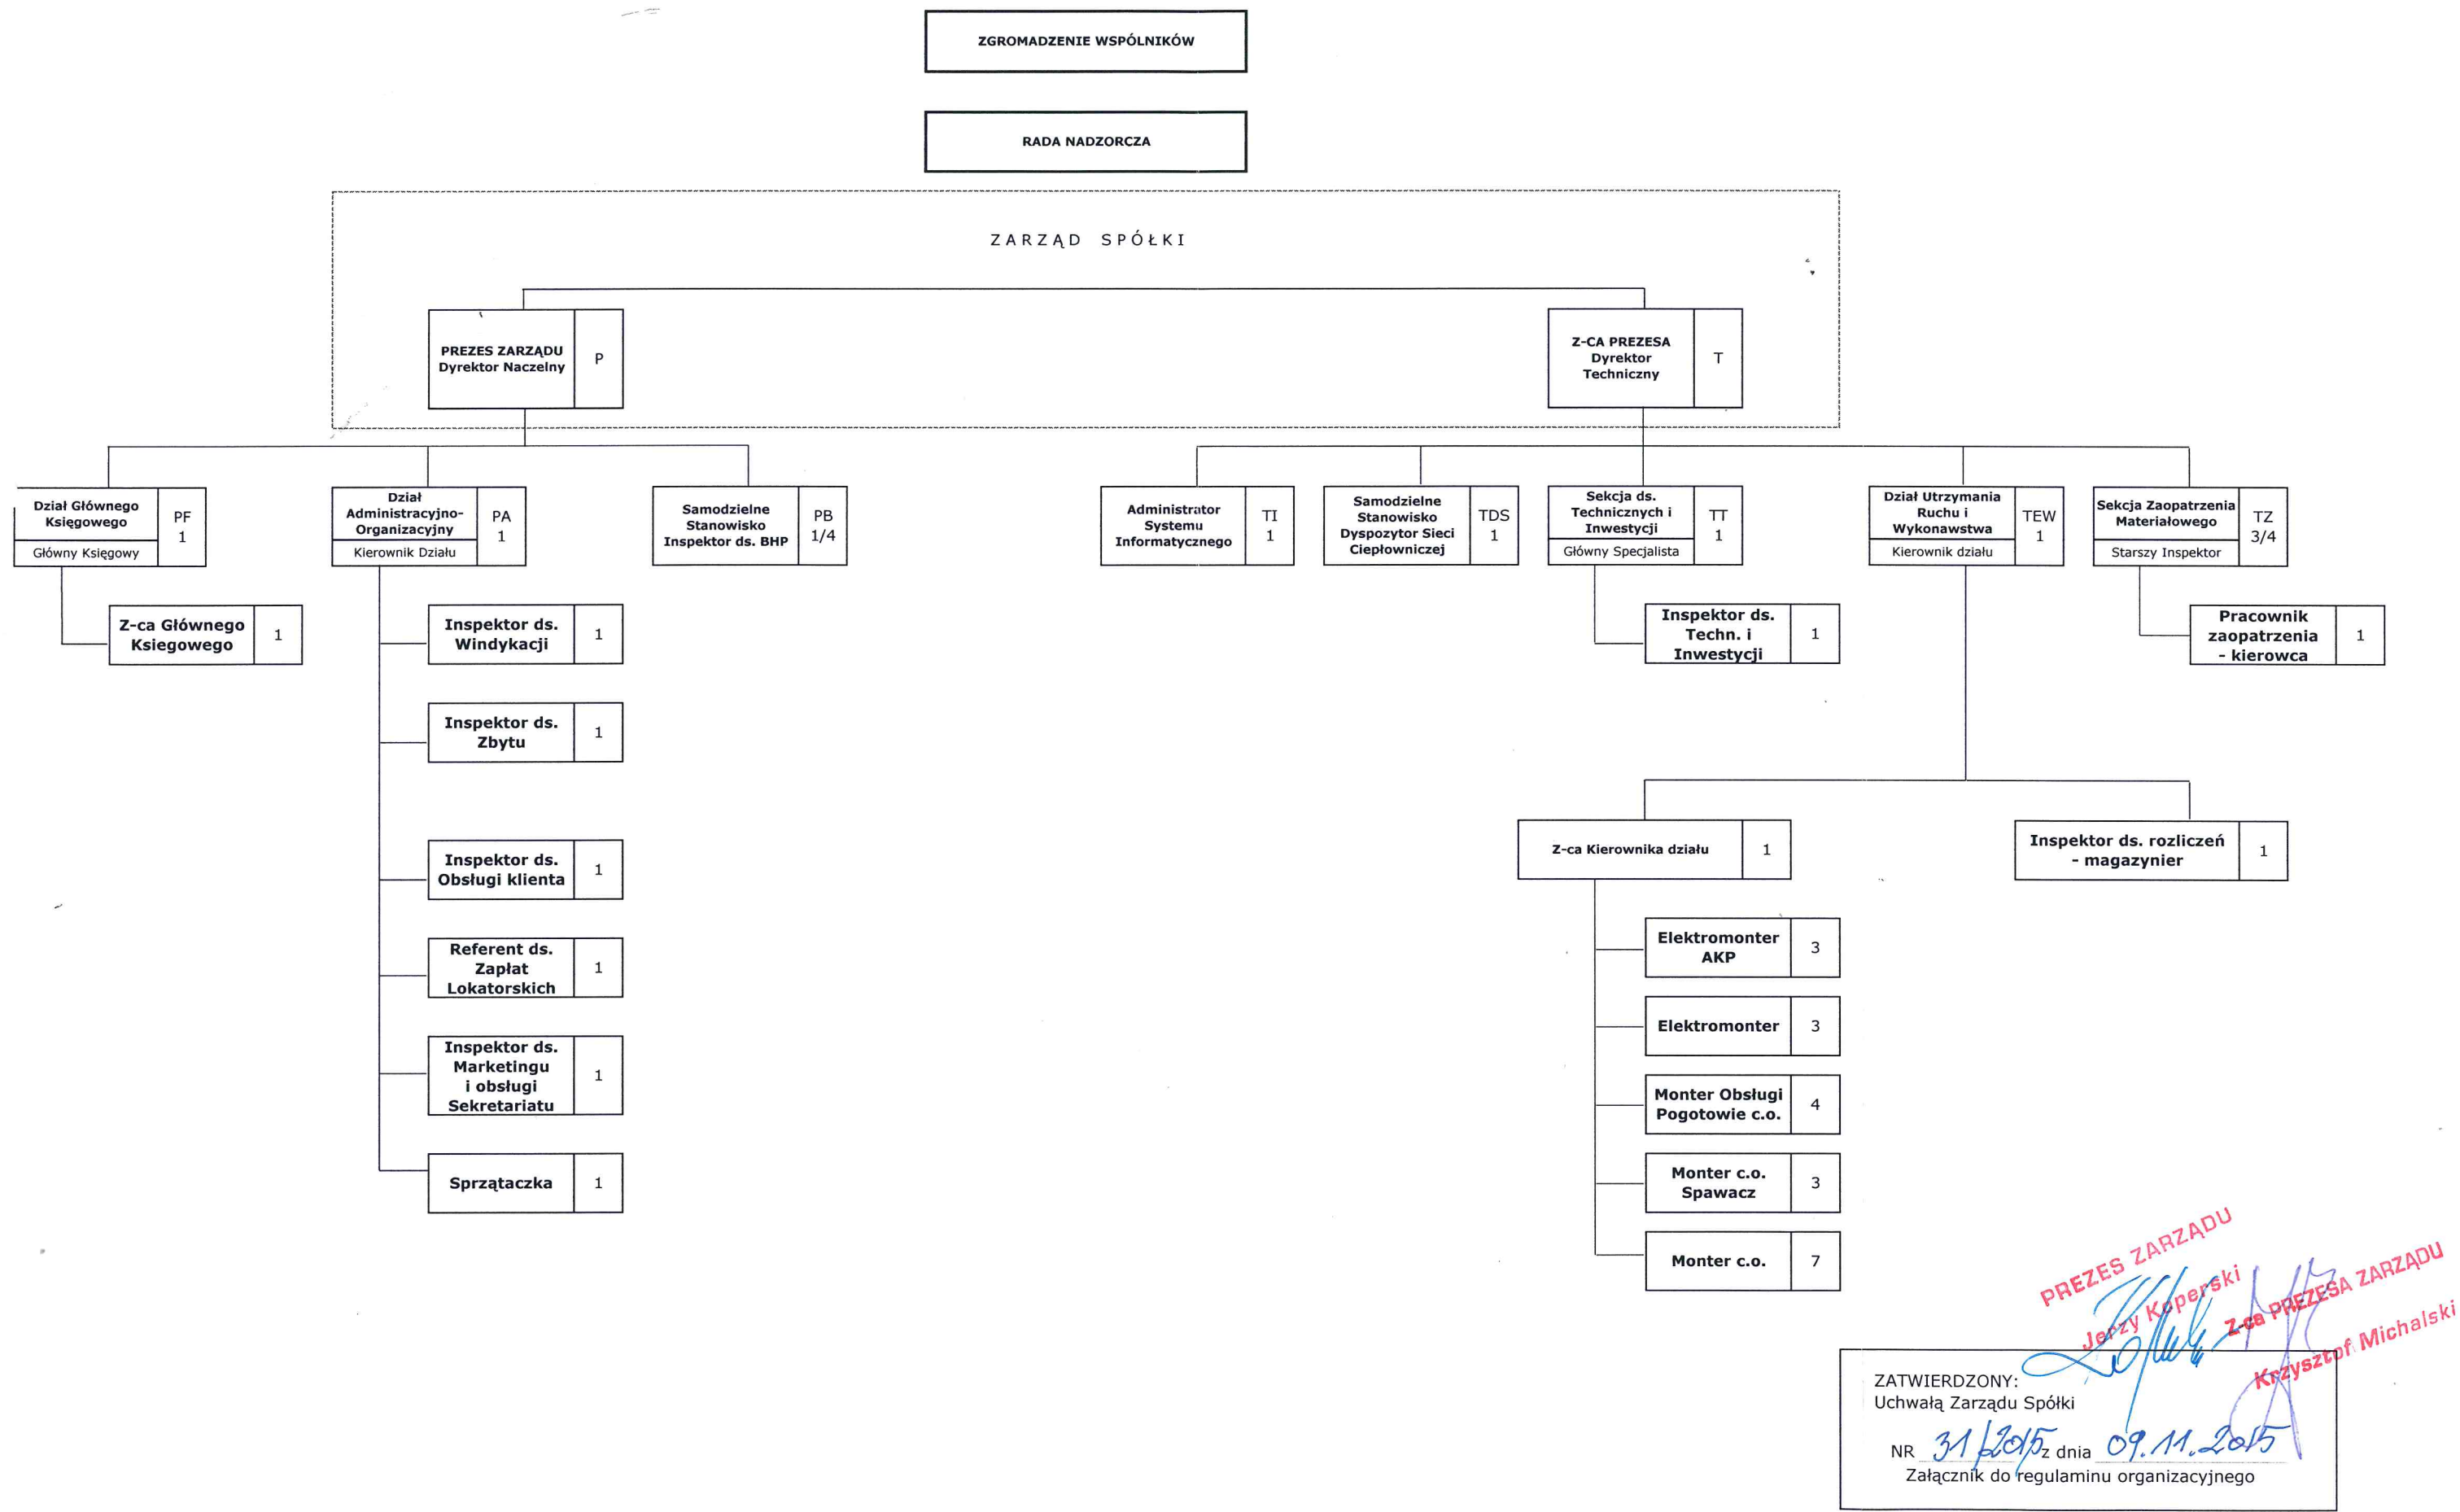 ZGROMADZENIE WSPÓLNIKÓW
RADA NADZORCZA
ZARZĄD SPÓŁKI
PREZES ZARZĄDU
Dyrektor Naczelny
P
Z-CA PREZESA
Dyrektor
Techniczny
T
Dział Głównego
Księgowego
Główny Księgowy
PF
1
Dział
Administracyjno-
Organizacyjny
Kierownik Działu
PA
1
Samodzielne
Stanowisko
Inspektor ds. BHP
PB
1/4
Administrator
Systemu
Informatycznego
TI
1
Samodzielne
Stanowisko
Dyspozytor Sieci
Ciepłowniczej
TDS
1
Sekcja ds.
Technicznych i
Inwestycji
Główny Specjalista
TT
1
Dział Utrzymania
Ruchu i
Wykonawstwa
Kierownik działu
TEW
1
Sekcja Zaopatrzenia
Materiałowego
Starszy Inspektor
TZ
3/4
Z-ca Głównego
Ksiegowego
1
Inspektor ds.
Windykacji
1
Inspektor ds.
Techn. i
Inwestycji
1
Pracownik
zaopatrzenia
- kierowca
1
Inspektor ds.
Zbytu
1
Inspektor ds.
Obsługi klienta
1
Referent ds.
Zapłat
Lokatorskich
1
Inspektor ds.
Marketingu
i obsługi
Sekretariatu
1
Sprzątaczka
1
Z-ca Kierownika działu
1
Inspektor ds. rozliczeń
- magazynier
1
Elektromonter
AKP
3
Elektromonter
3
Monter Obsługi
Pogotowie c.o.
4
Monter c.o.
Spawacz
3
Monter c.o.
7
PREZES ZARZĄDU
Jerzy Koperski
Z-ca PREZESA ZARZĄDU
Krzysztof Michalski
ZATWIERDZONY:
Uchwałą Zarządu Spółki
NR 31/2015 z dnia 09.11.2015
Załącznik do regulaminu organizacyjnego